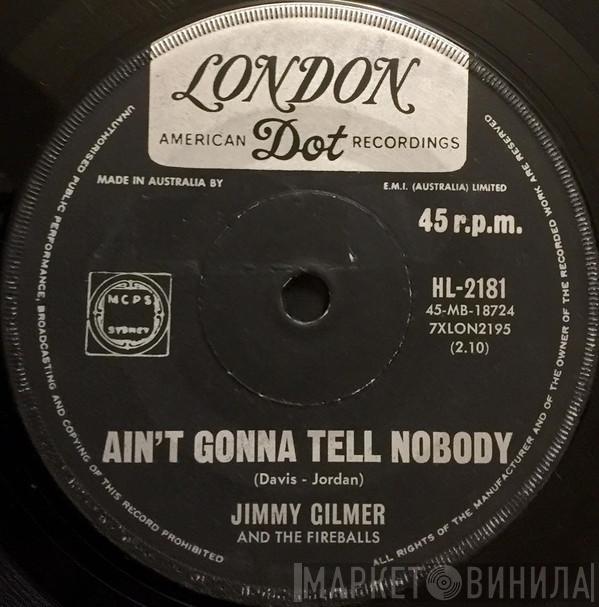 LONDON
AMERICAN Dot RECORDINGS
MADE IN AUSTRALIA BY E.M.I. (AUSTRALIA) LIMITED
45 r.p.m.
HL-2181
45-MB-18724
7XLON2195
(2.10)
MCPS
SYDNEY
AIN'T GONNA TELL NOBODY
(Davis - Jordan)
JIMMY GILMER
AND THE FIREBALLS
UNAUTHORISED PUBLIC PERFORMANCE, BROADCASTING AND COPYING OF THIS RECORD PROHIBITED
ALL RIGHTS OF THE MANUFACTURER AND OF THE OWNER OF THE RECORDED WORK ARE RESERVED
МАРКЕТ ВИНИЛА!